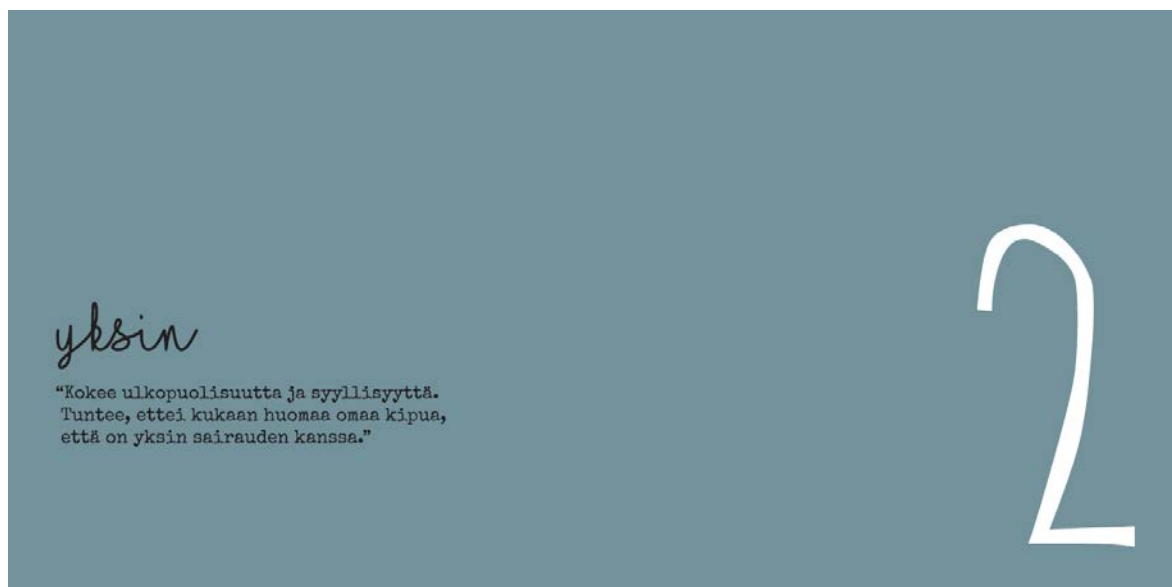 yksin
“Kokee ulkopuolisuutta ja syyllisyyttä.
Tuntee, ettei kukaan huomaa omaa kipua,
että on yksin sairauden kanssa.”
2